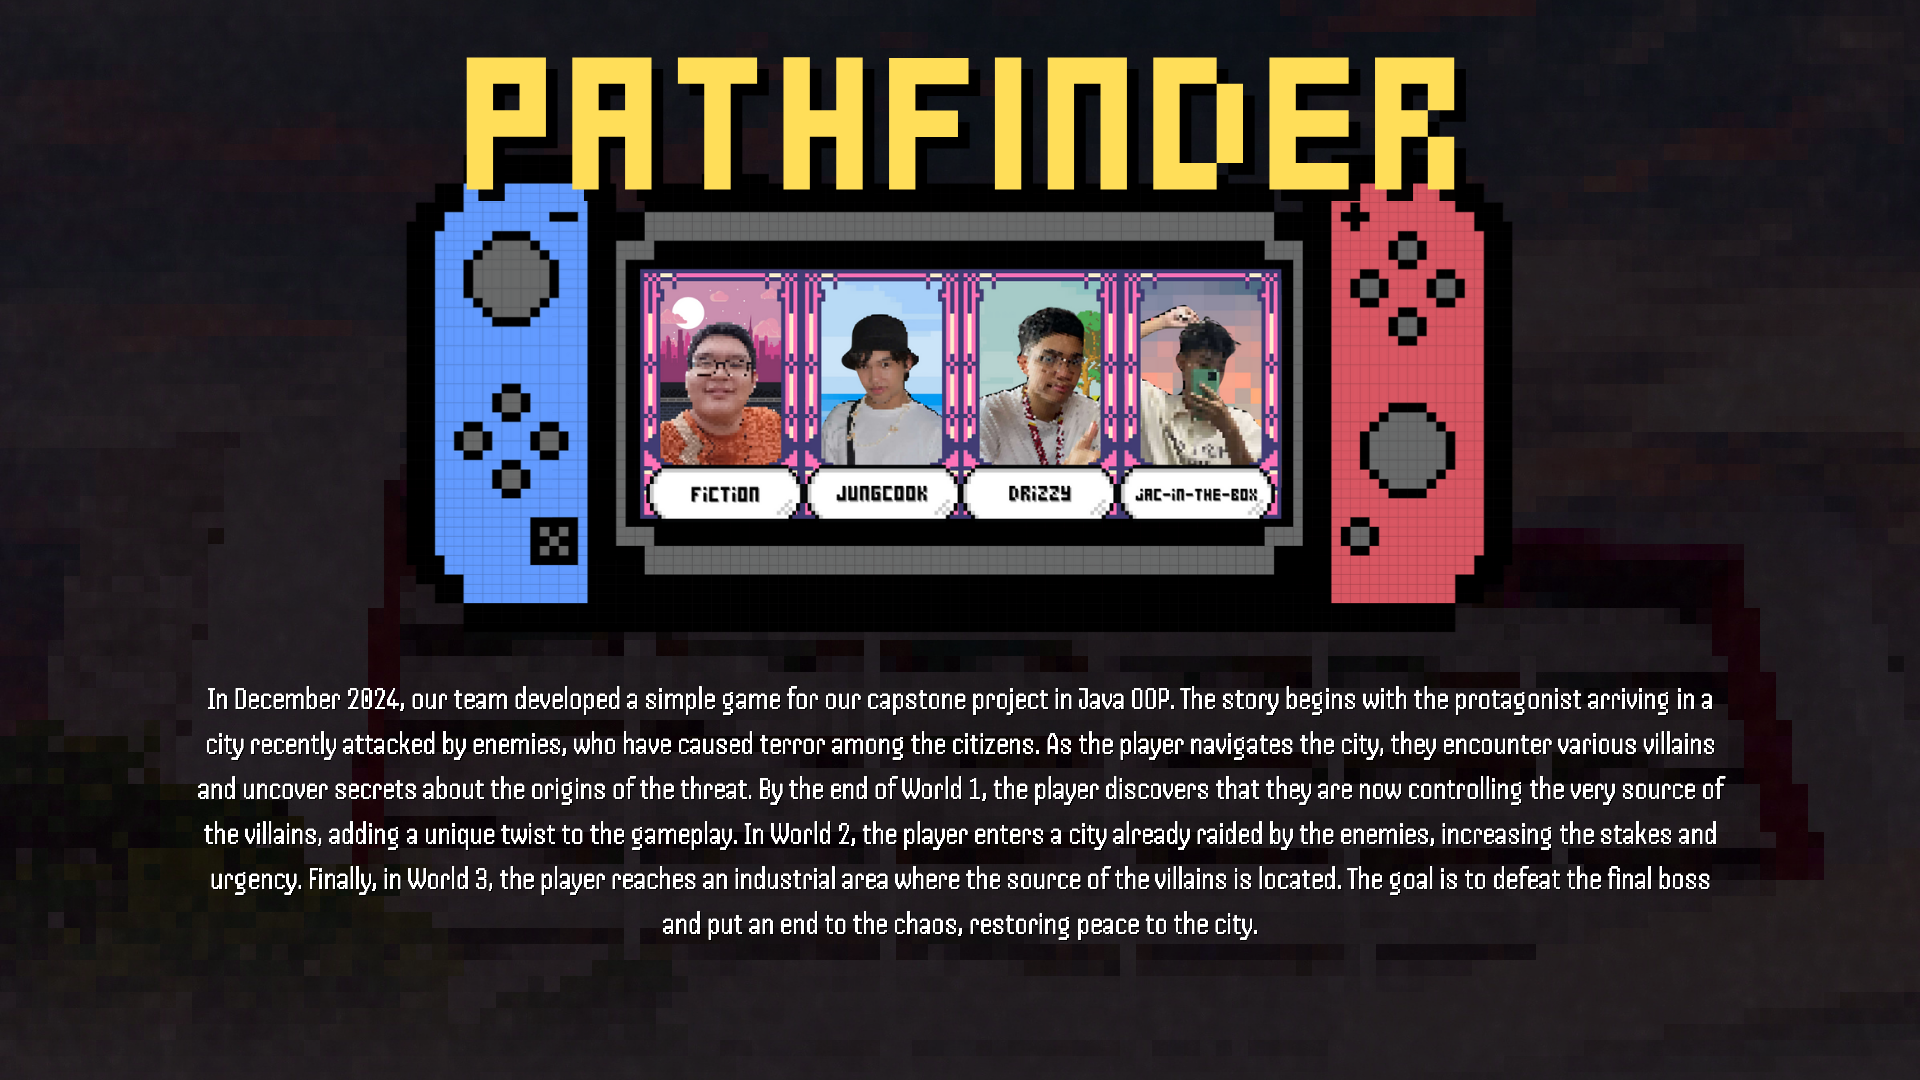 PATHFINDER
FiCTiON
JUNGCOOK
DRiZZY
JAC-iN-THE-BOX
In December 2024, our team developed a simple game for our capstone project in Java OOP. The story begins with the protagonist arriving in a
city recently attacked by enemies, who have caused terror among the citizens. As the player navigates the city, they encounter various villains
and uncover secrets about the origins of the threat. By the end of World 1, the player discovers that they are now controlling the very source of
the villains, adding a unique twist to the gameplay. In World 2, the player enters a city already raided by the enemies, increasing the stakes and
urgency. Finally, in World 3, the player reaches an industrial area where the source of the villains is located. The goal is to defeat the final boss
and put an end to the chaos, restoring peace to the city.